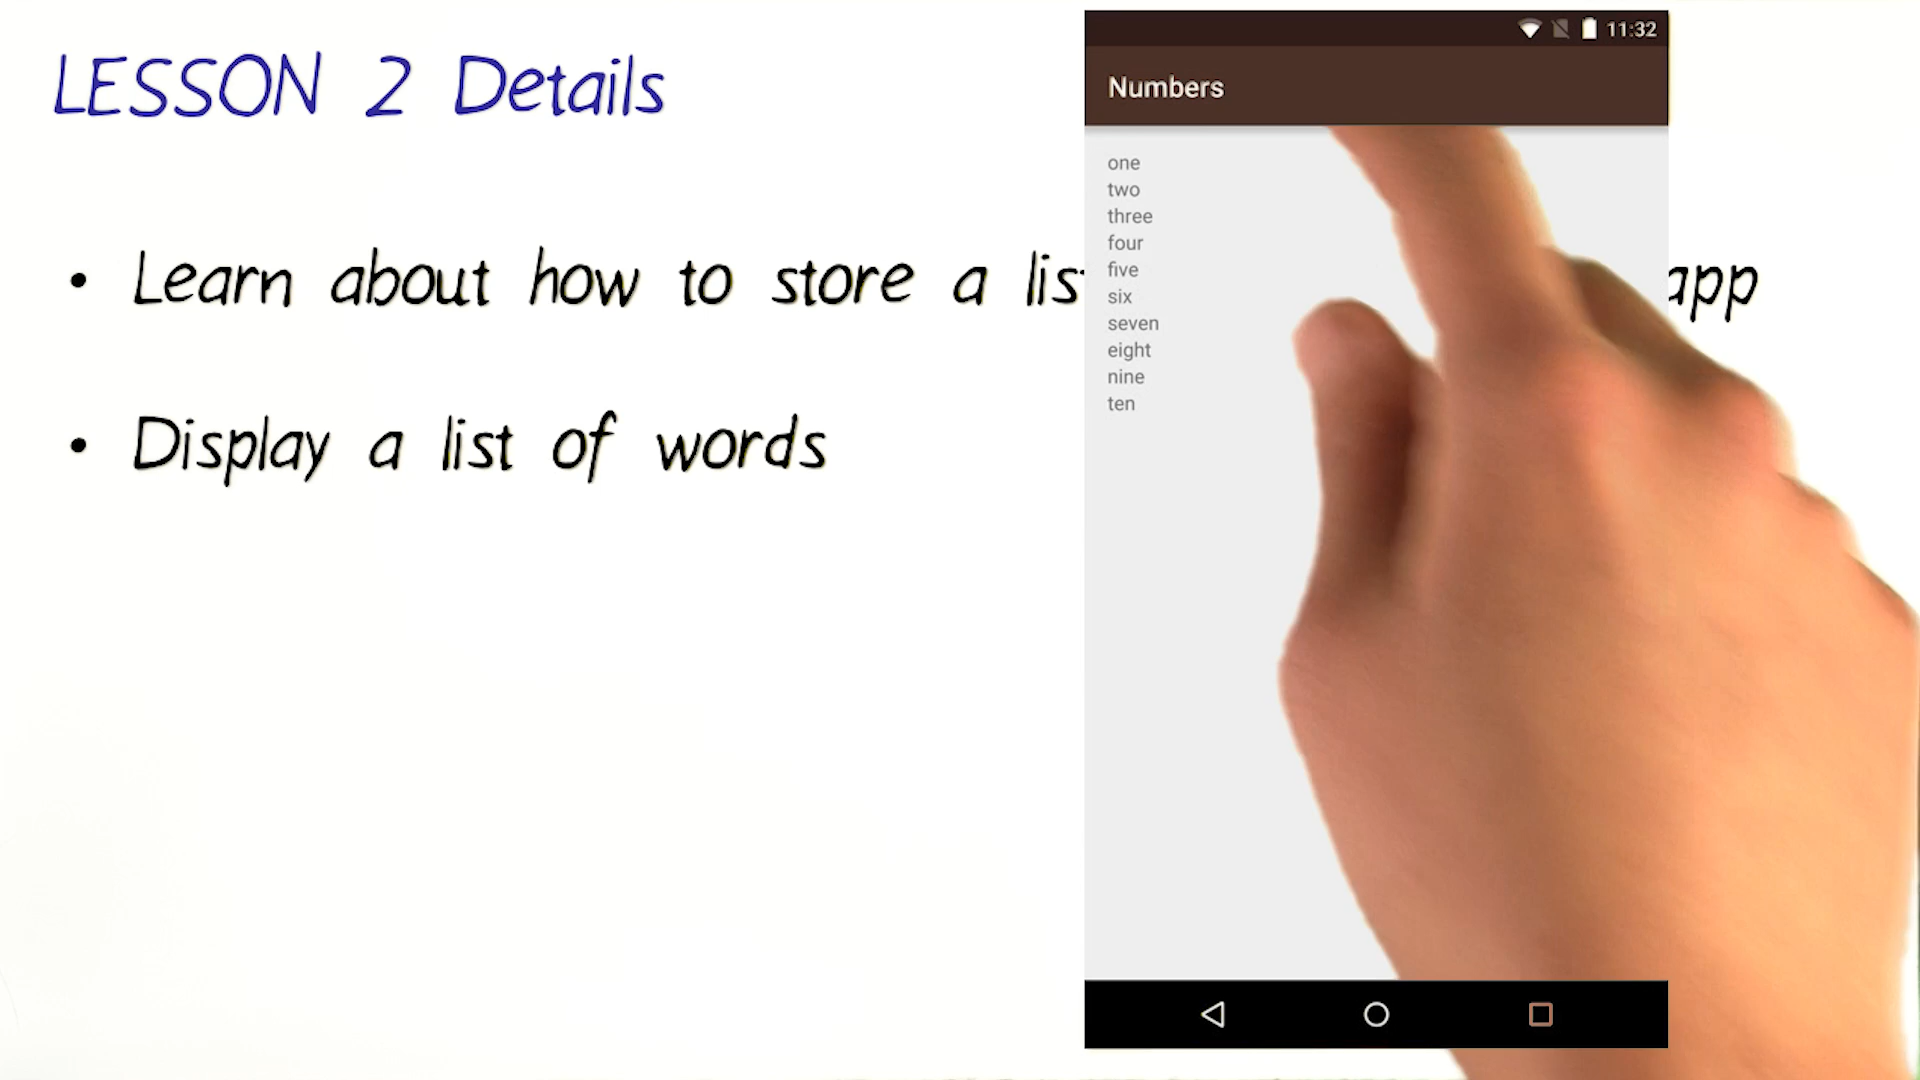 LESSON 2 Details
• Learn about how to store a lis app
• Display a list of words
11:32
Numbers
one
two
three
four
five
six
seven
eight
nine
ten